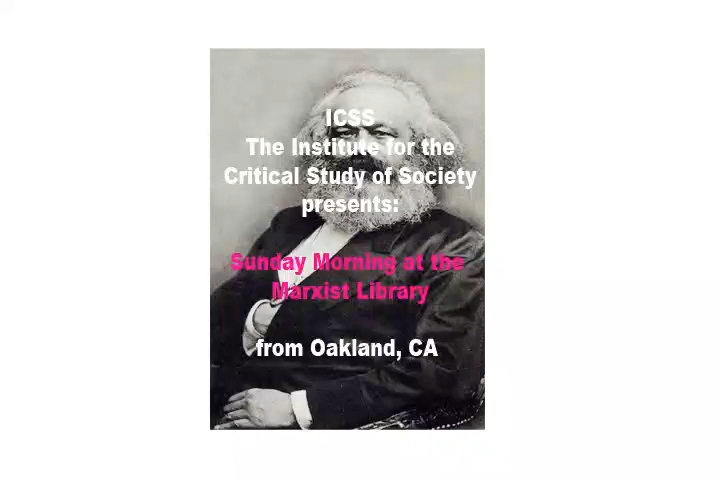 ICSS
The Institute for the
Critical Study of Society
presents:
Sunday Morning at the
Marxist Library
from Oakland, CA